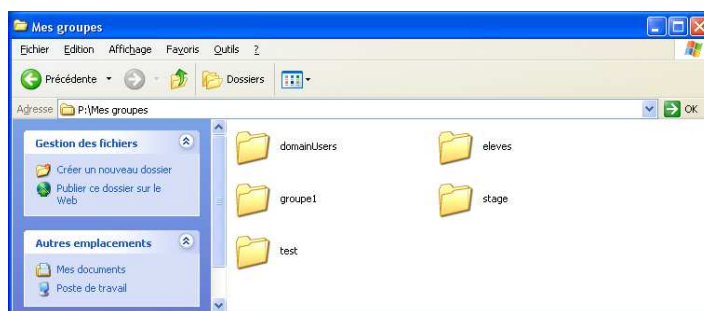 Mes groupes
Fichier Edition Affichage Favoris Outils ?
Précédente Dossiers
Adresse P:\Mes groupes OK
Gestion des fichiers
Créer un nouveau dossier
Publier ce dossier sur le
Web
Autres emplacements
Mes documents
Poste de travail
domainUsers eleves
groupe1 stage
test